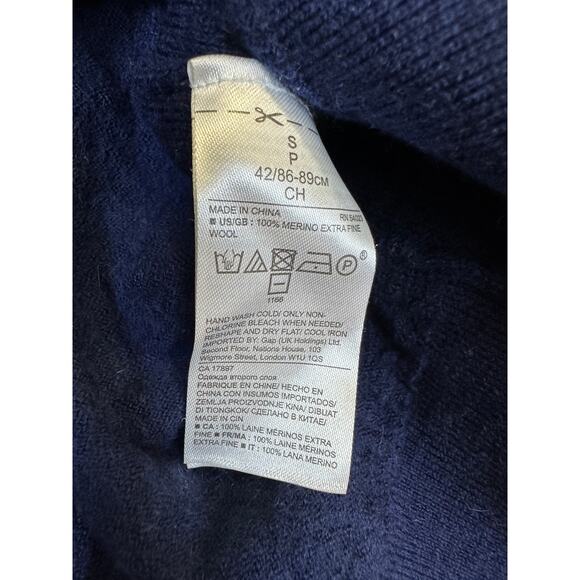 S
P
42/86-89CM
CH
MADE IN CHINA
RN 54023
■ US/GB : 100% MERINO EXTRA FINE
WOOL
P
®
1166
HAND WASH COLD/ ONLY NON-
CHLORINE BLEACH WHEN NEEDED/
RESHAPE AND DRY FLAT/ COOL IRON
IMPORTED BY: Gap (UK Holdings) Ltd.
Second Floor, Nations House, 103
Wigmore Street, London W1U 1QS
CA 17897
Одежда второго слоя
FABRIQUE EN CHINE/ HECHO EN
CHINA CON INSUMOS IMPORTADOS/
ZEMLJA PROIZVODNJE KINA/ DIBUAT
DI TIONGKOK/ СДЕЛАНО В КИТАЕ/
MADE IN CIN
■ CA : 100% LAINE MÉRINOS EXTRA
FINE ■ FR/MA : 100% LAINE MÉRINOS
EXTRA FINE ■ IT : 100% LANA MERINO